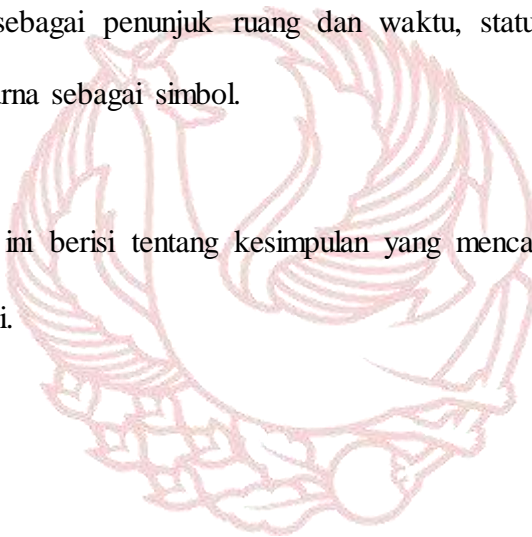 sebagai penunjuk ruang dan waktu, statu
rna sebagai simbol.
ini berisi tentang kesimpulan yang menca
i.